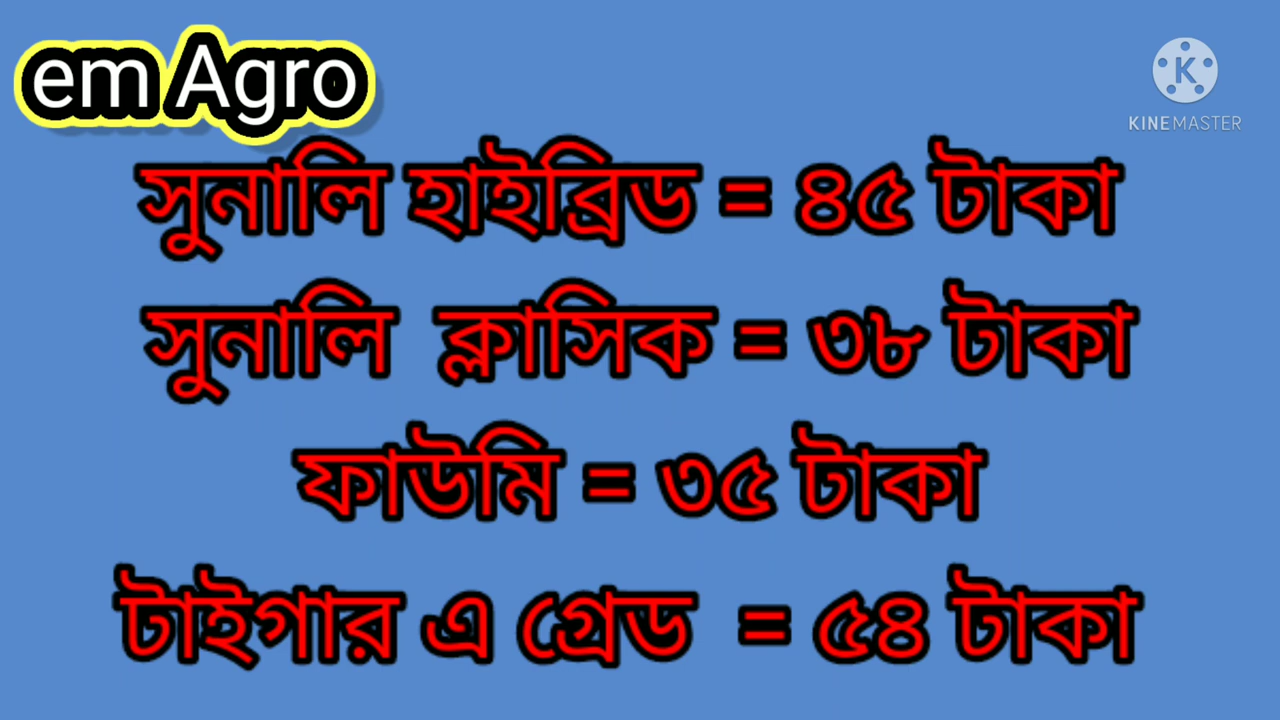 em Agro
KINEMASTER
সুনালি হাইব্রিড = ৪৫ টাকা
সুনালি ক্লাসিক = ৩৮ টাকা
ফাউমি = ৩৫ টাকা
টাইগার এ গ্রেড = ৫৪ টাকা